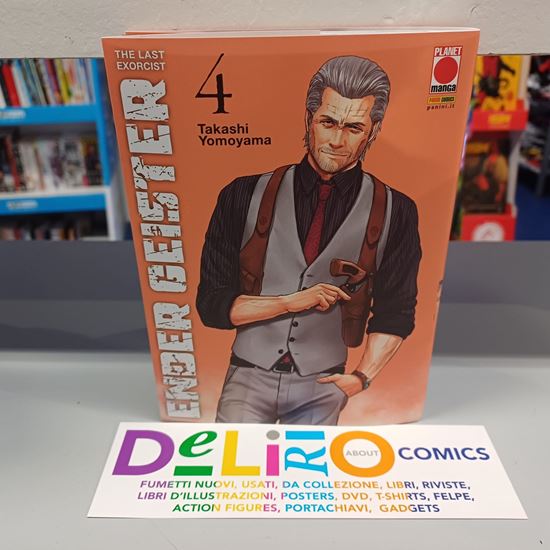 THE LAST
EXORCIST
4
Takashi
Yomoyama
ENDER GEISTER
PLANET
manga
PANINI COMICS
panini.it
DeLiRiO ABOUT COMICS
FUMETTI NUOVI, USATI, DA COLLEZIONE, LIBRI, RIVISTE,
LIBRI D'ILLUSTRAZIONI, POSTERS, DVD, T-SHIRTS, FELPE,
ACTION FIGURES, PORTACHIAVI, GADGETS